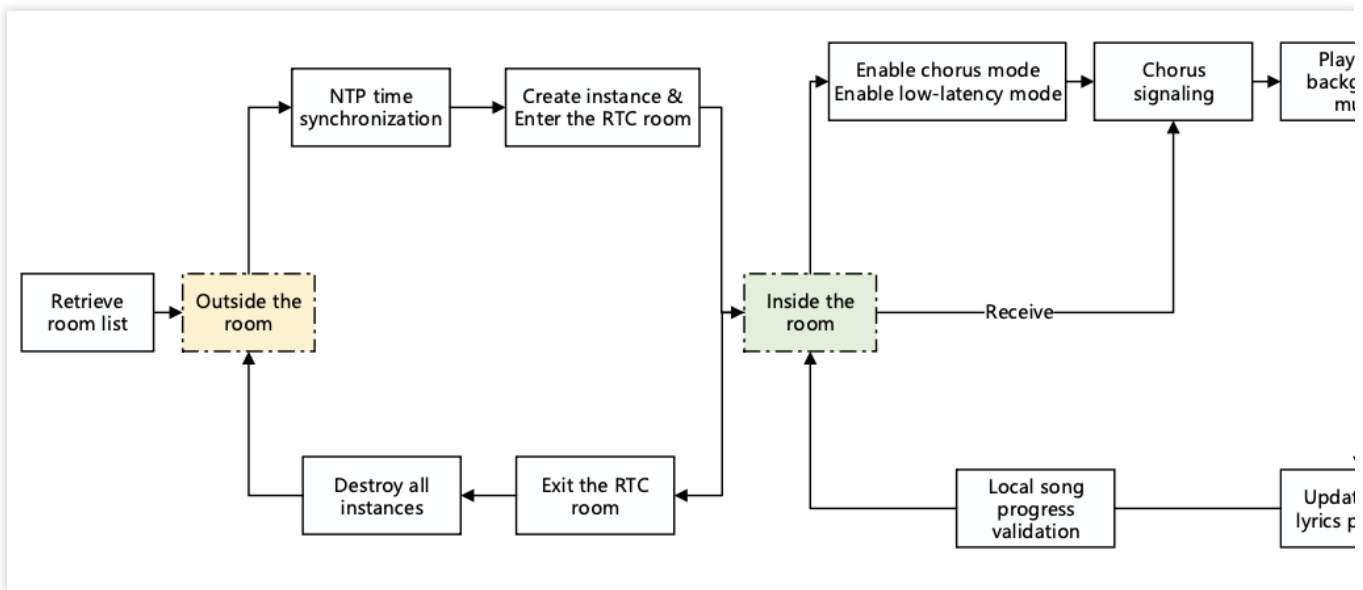 NTP time
synchronization
Create instance &
Enter the RTC room
Enable chorus mode
Enable low-latency mode
Chorus
signaling
Play
Retrieve
room list
Outside the
room
Inside the
room
Receive
Destroy all
instances
Exit the RTC
room
Local song
progress
validation
lyrics